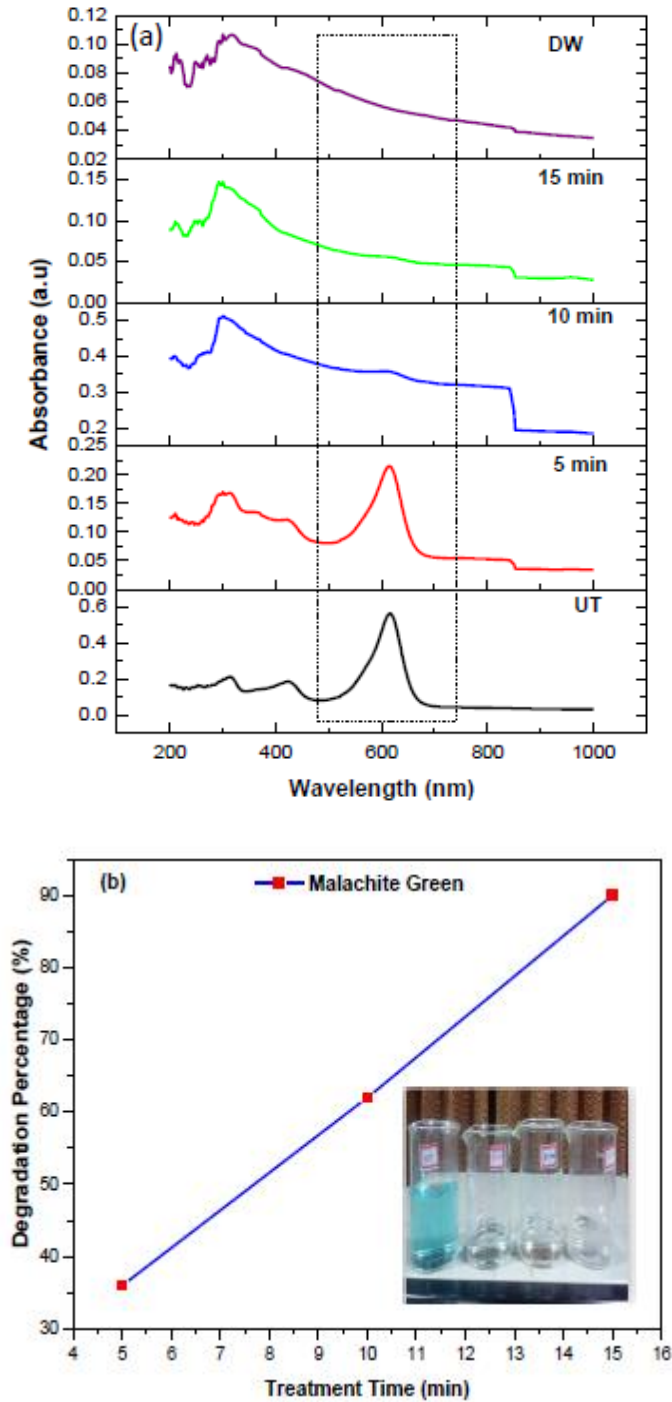 (a)
DW
0.12
0.10
0.08
0.06
0.04
0.02
15 min
0.15
0.10
0.05
0.00
10 min
0.5
0.4
0.3
0.2
5 min
0.25
0.20
0.15
0.10
0.05
0.00
UT
0.6
0.4
0.2
0.0
Absorbance (a.u)
200 400 600 800 1000
Wavelength (nm)
(b)
Malachite Green
90
80
70
60
50
40
30
Degradation Percentage (%)
4 5 6 7 8 9 10 11 12 13 14 15 16
Treatment Time (min)